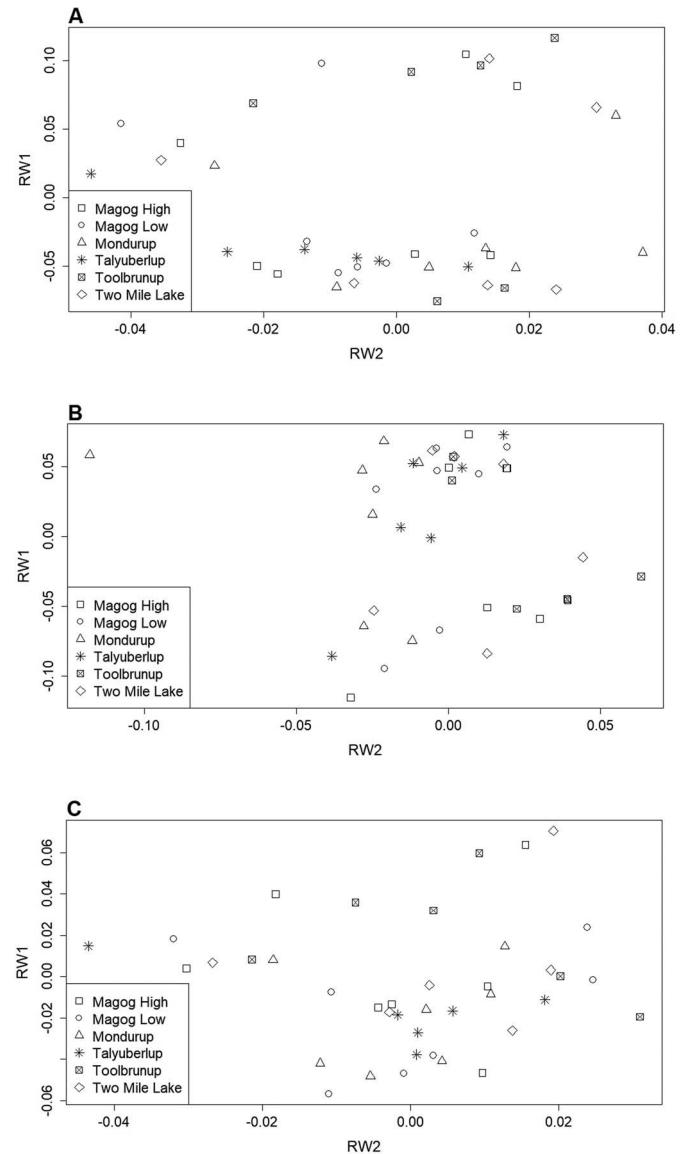 A
RW1
0.10
0.05
0.00
-0.05
Magog High
Magog Low
Mondurup
Talyuberlup
Toolbrunup
Two Mile Lake
-0.04 -0.02 0.00 0.02 0.04
RW2
B
RW1
0.05
0.00
-0.05
-0.10
Magog High
Magog Low
Mondurup
Talyuberlup
Toolbrunup
Two Mile Lake
-0.10 -0.05 0.00 0.05
RW2
C
RW1
0.06
0.04
0.02
0.00
-0.02
-0.06
Magog High
Magog Low
Mondurup
Talyuberlup
Toolbrunup
Two Mile Lake
-0.04 -0.02 0.00 0.02
RW2